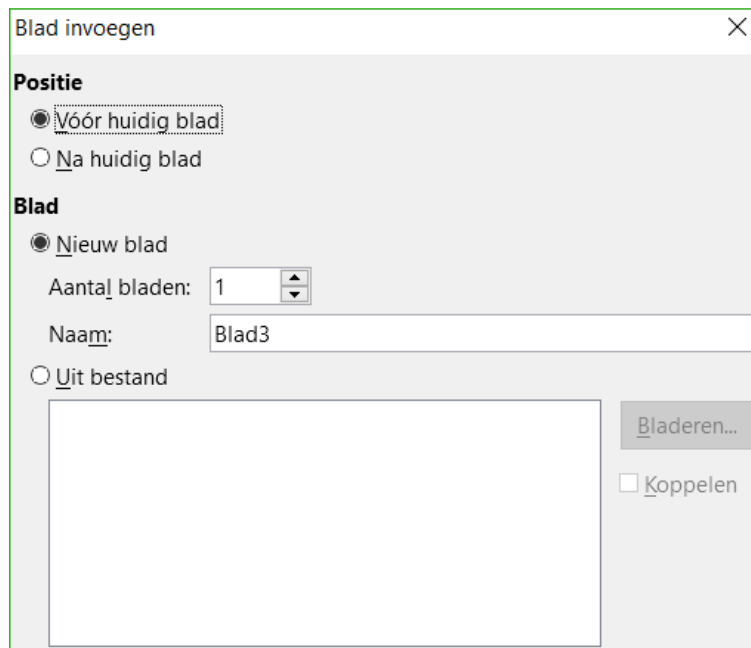 Blad invoegen
Positie
Vóór huidig blad
Na huidig blad
Blad
Nieuw blad
Aantal bladen: 1
Naam: Blad3
Uit bestand
Bladeren...
Koppelen